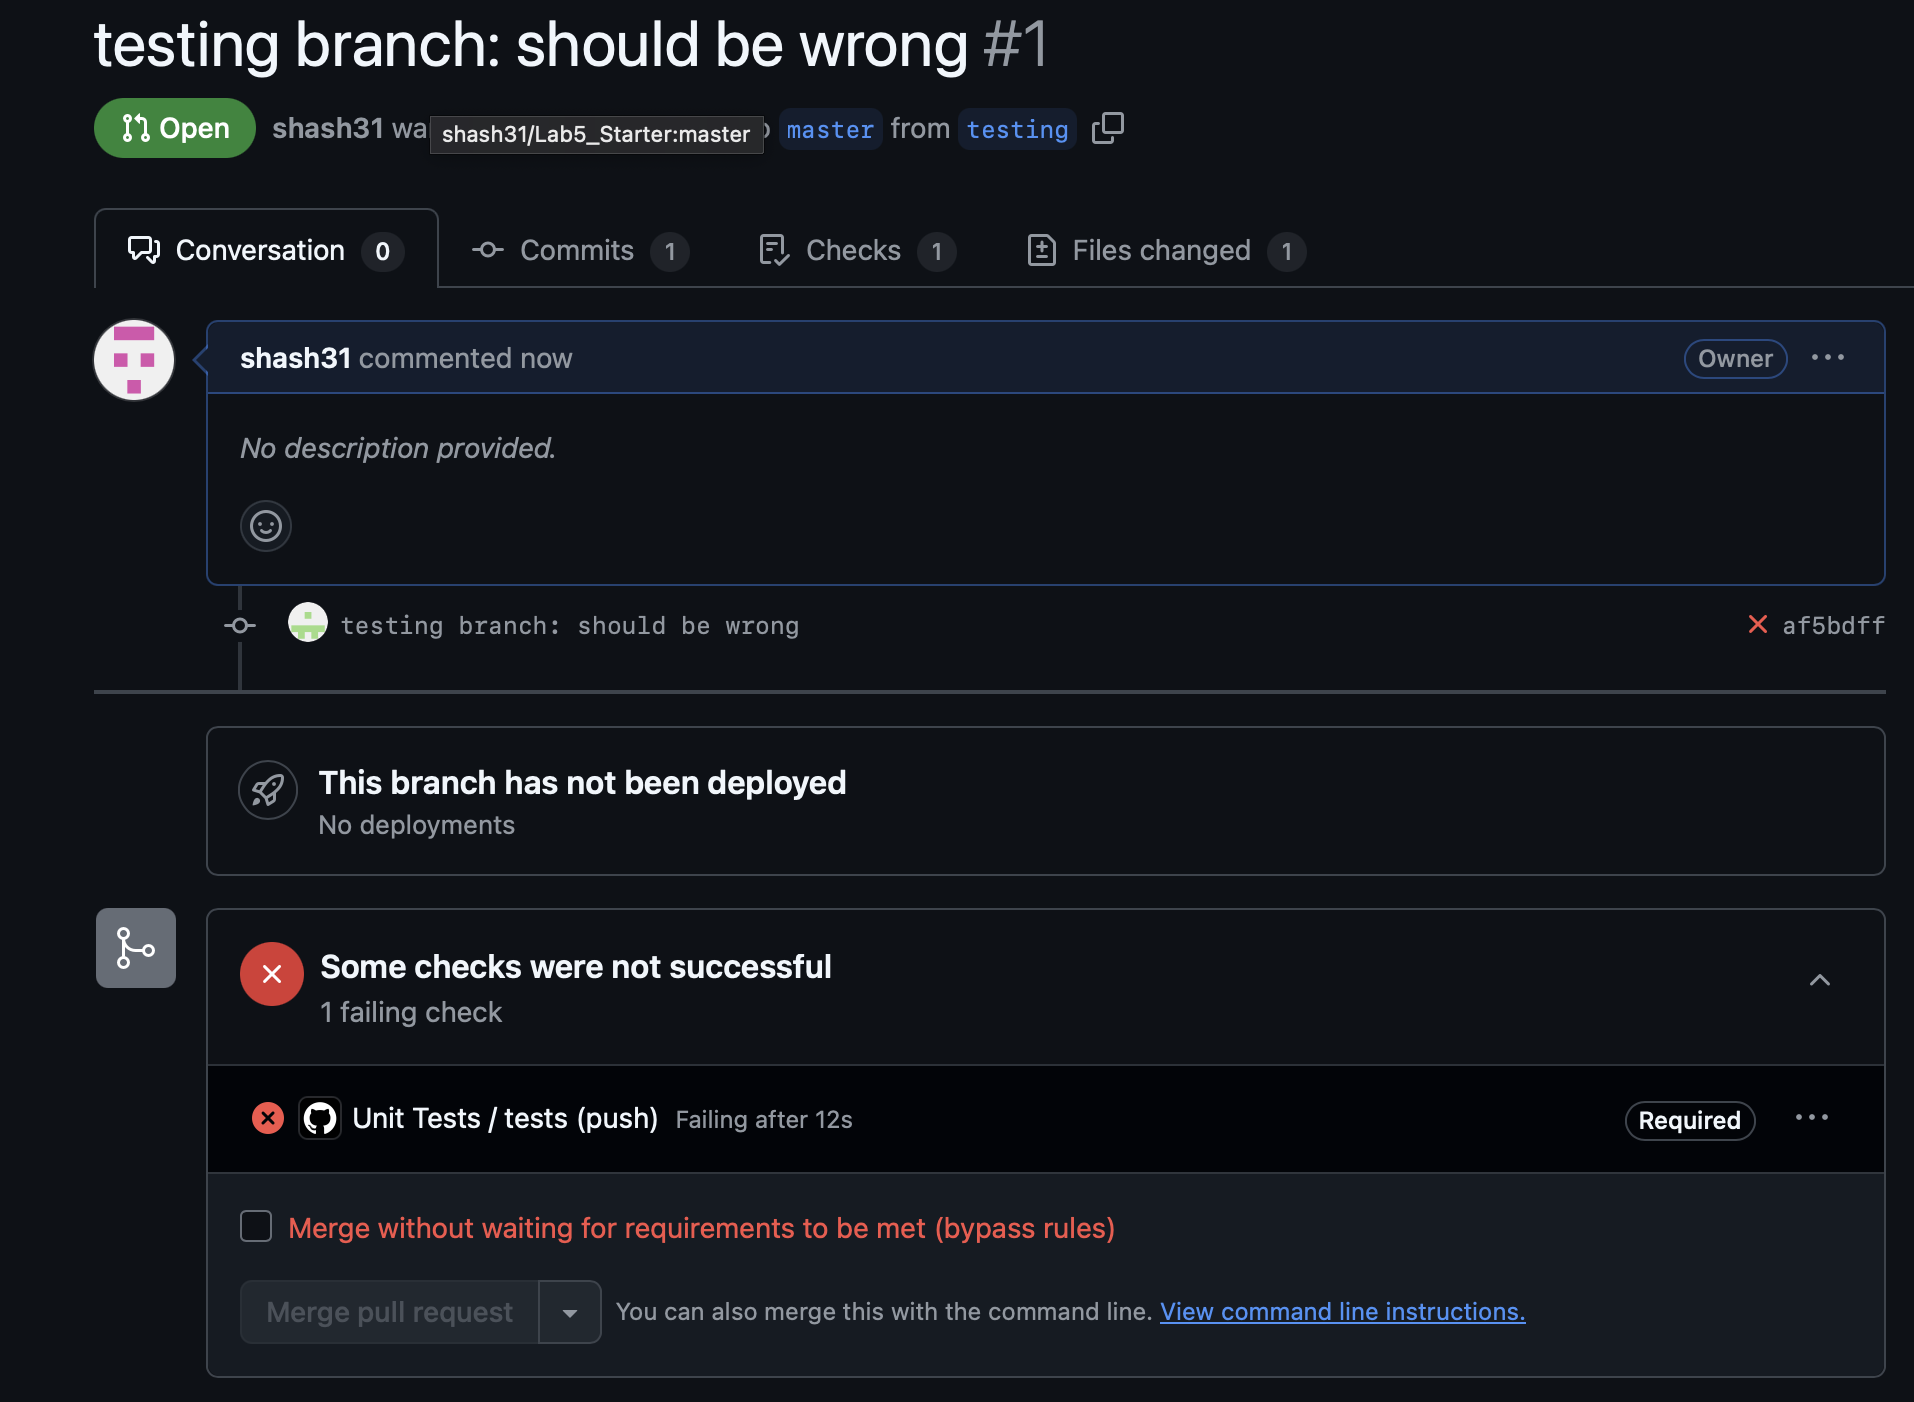 testing branch: should be wrong #1
Open shash31 wa shash31/Lab5_Starter:master master from testing
Conversation 0 Commits 1 Checks 1 Files changed 1
shash31 commented now Owner
No description provided.
testing branch: should be wrong af5bdff
This branch has not been deployed
No deployments
Some checks were not successful
1 failing check
Unit Tests / tests (push) Failing after 12s Required
Merge without waiting for requirements to be met (bypass rules)
Merge pull request You can also merge this with the command line. View command line instructions.